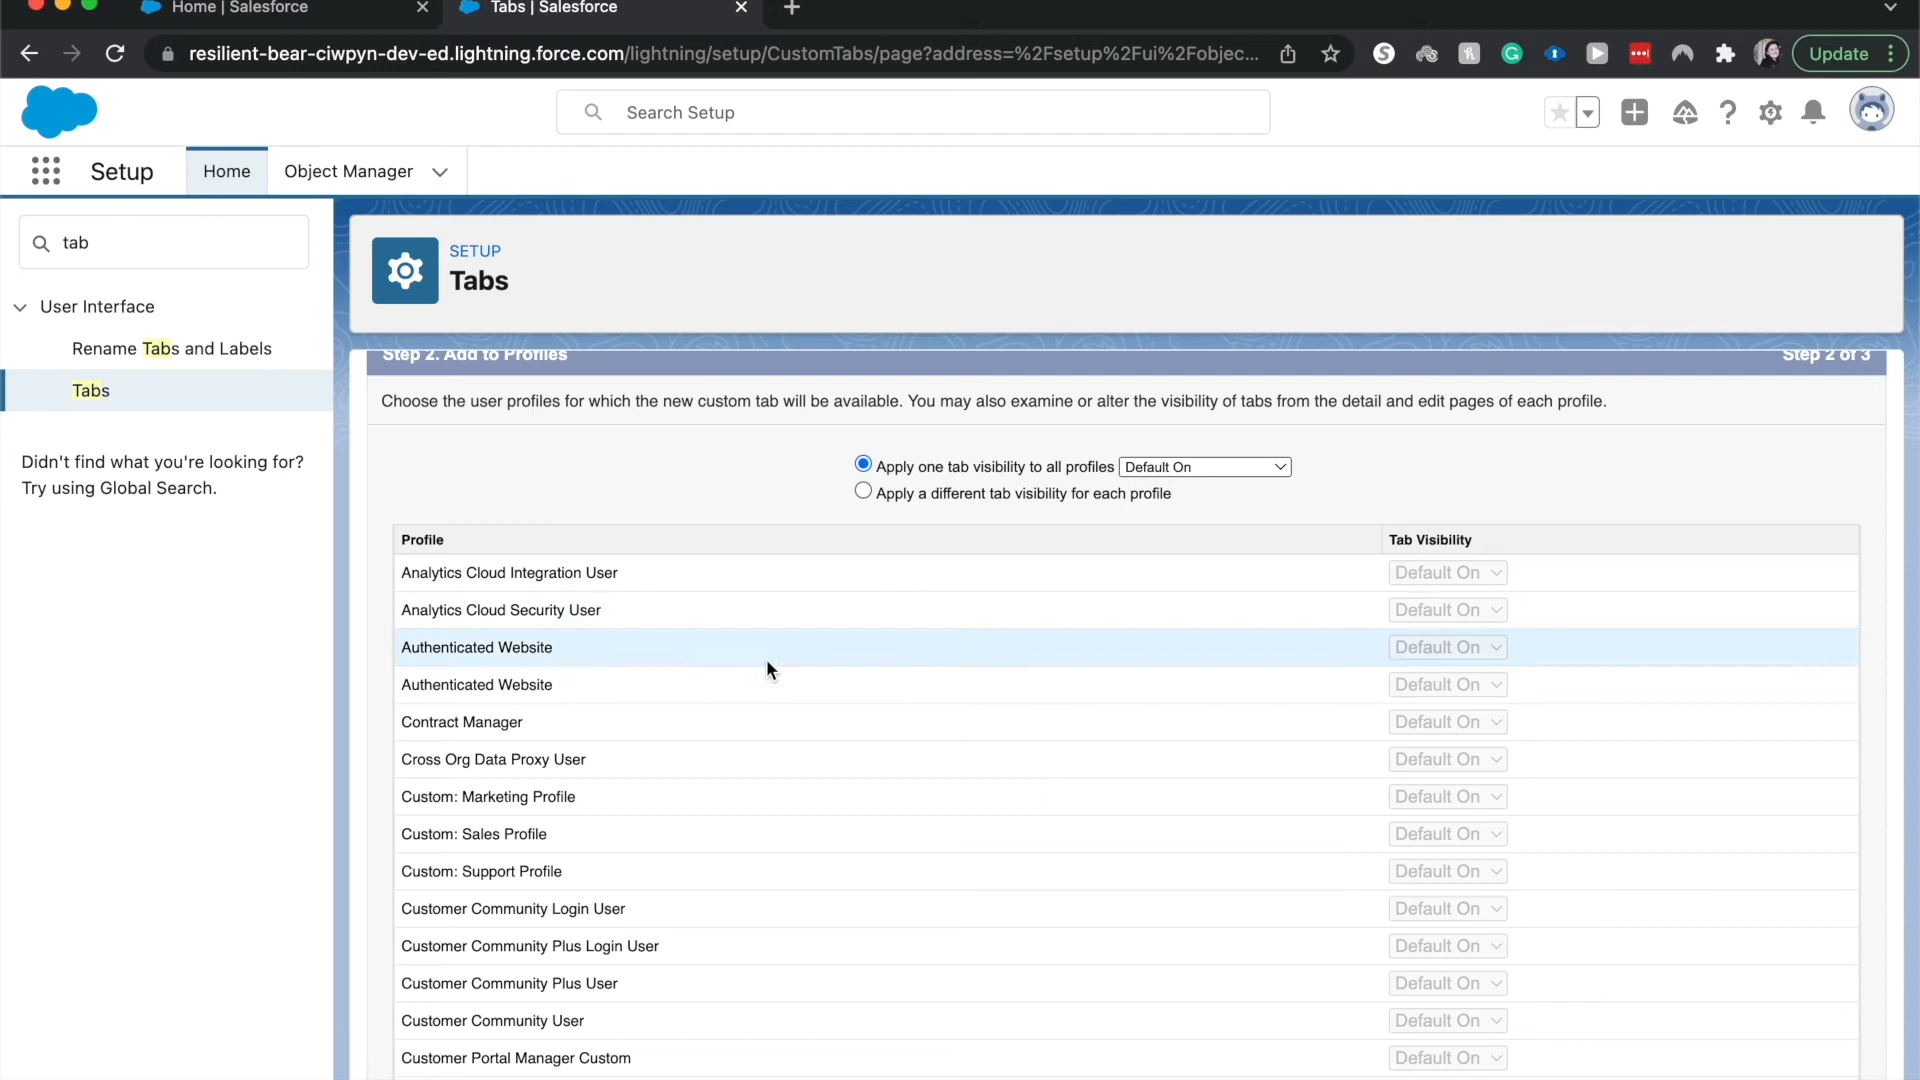 Home | Salesforce
Tabs | Salesforce
resilient-bear-ciwpyn-dev-ed.lightning.force.com/lightning/setup/CustomTabs/page?address=%2Fsetup%2Fui%2Fobjec...
Update
Search Setup
Setup
Home
Object Manager
tab
User Interface
Rename Tabs and Labels
Tabs
Didn't find what you're looking for?
Try using Global Search.
SETUP
Tabs
Step 2. Add to Profiles
Step 2 of 3
Choose the user profiles for which the new custom tab will be available. You may also examine or alter the visibility of tabs from the detail and edit pages of each profile.
Apply one tab visibility to all profiles Default On
Apply a different tab visibility for each profile
Profile Tab Visibility
Analytics Cloud Integration User Default On
Analytics Cloud Security User Default On
Authenticated Website Default On
Authenticated Website Default On
Contract Manager Default On
Cross Org Data Proxy User Default On
Custom: Marketing Profile Default On
Custom: Sales Profile Default On
Custom: Support Profile Default On
Customer Community Login User Default On
Customer Community Plus Login User Default On
Customer Community Plus User Default On
Customer Community User Default On
Customer Portal Manager Custom Default On